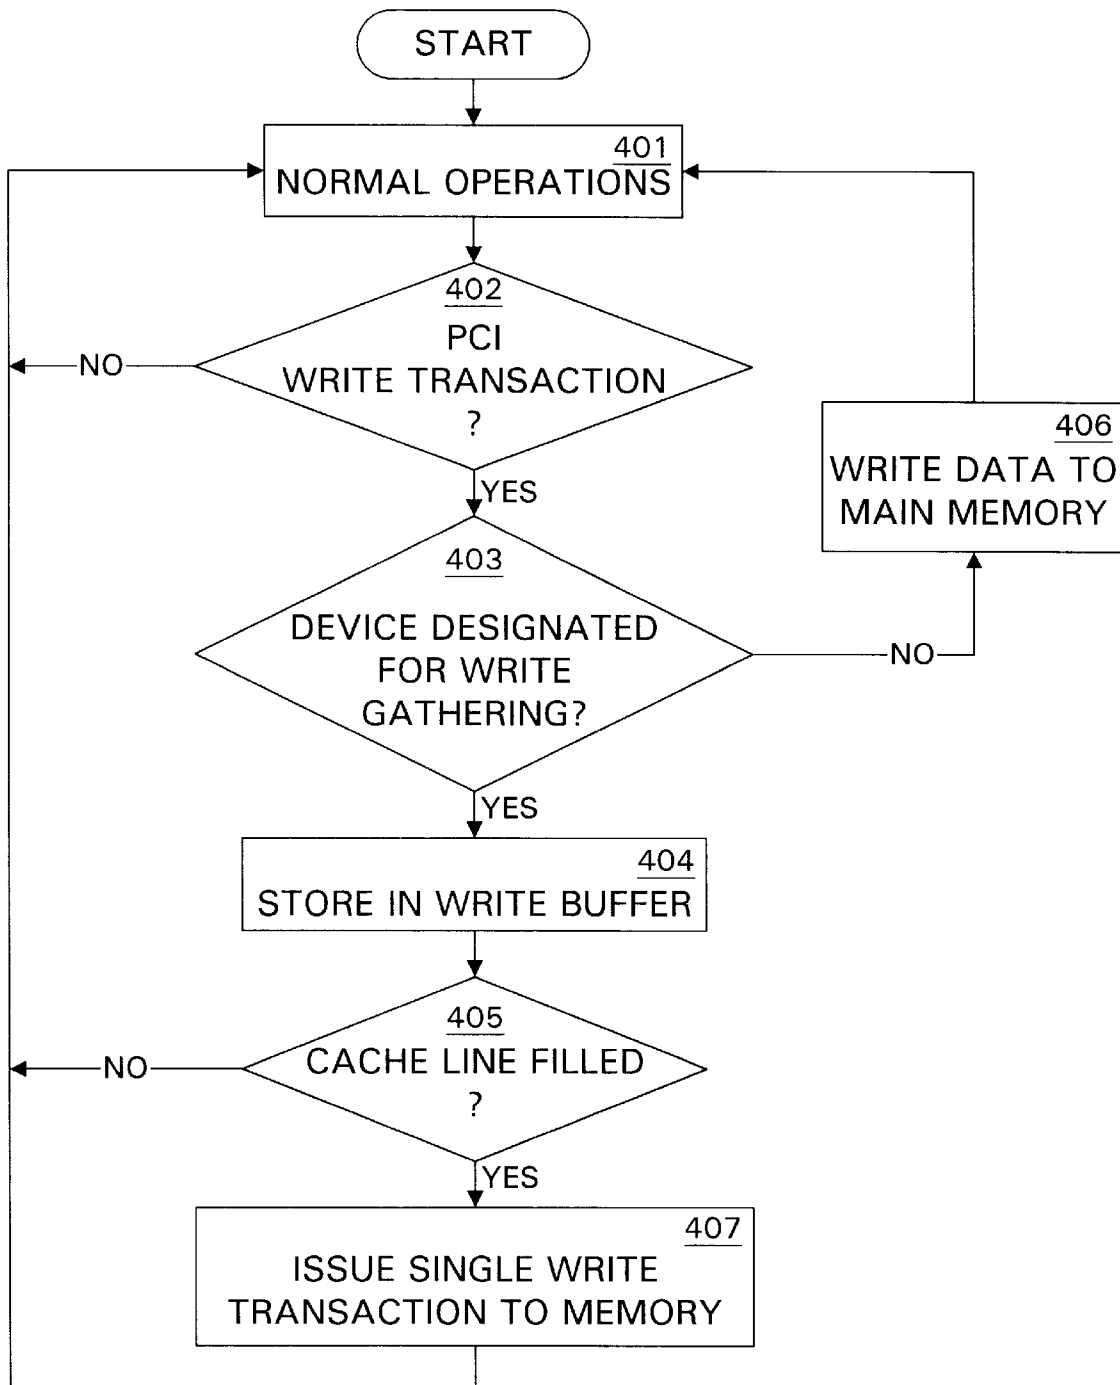 START
401
NORMAL OPERATIONS
402
PCI
WRITE TRANSACTION
?
NO
YES
406
WRITE DATA TO
MAIN MEMORY
403
DEVICE DESIGNATED
FOR WRITE
GATHERING?
NO
YES
404
STORE IN WRITE BUFFER
405
CACHE LINE FILLED
?
NO
YES
407
ISSUE SINGLE WRITE
TRANSACTION TO MEMORY